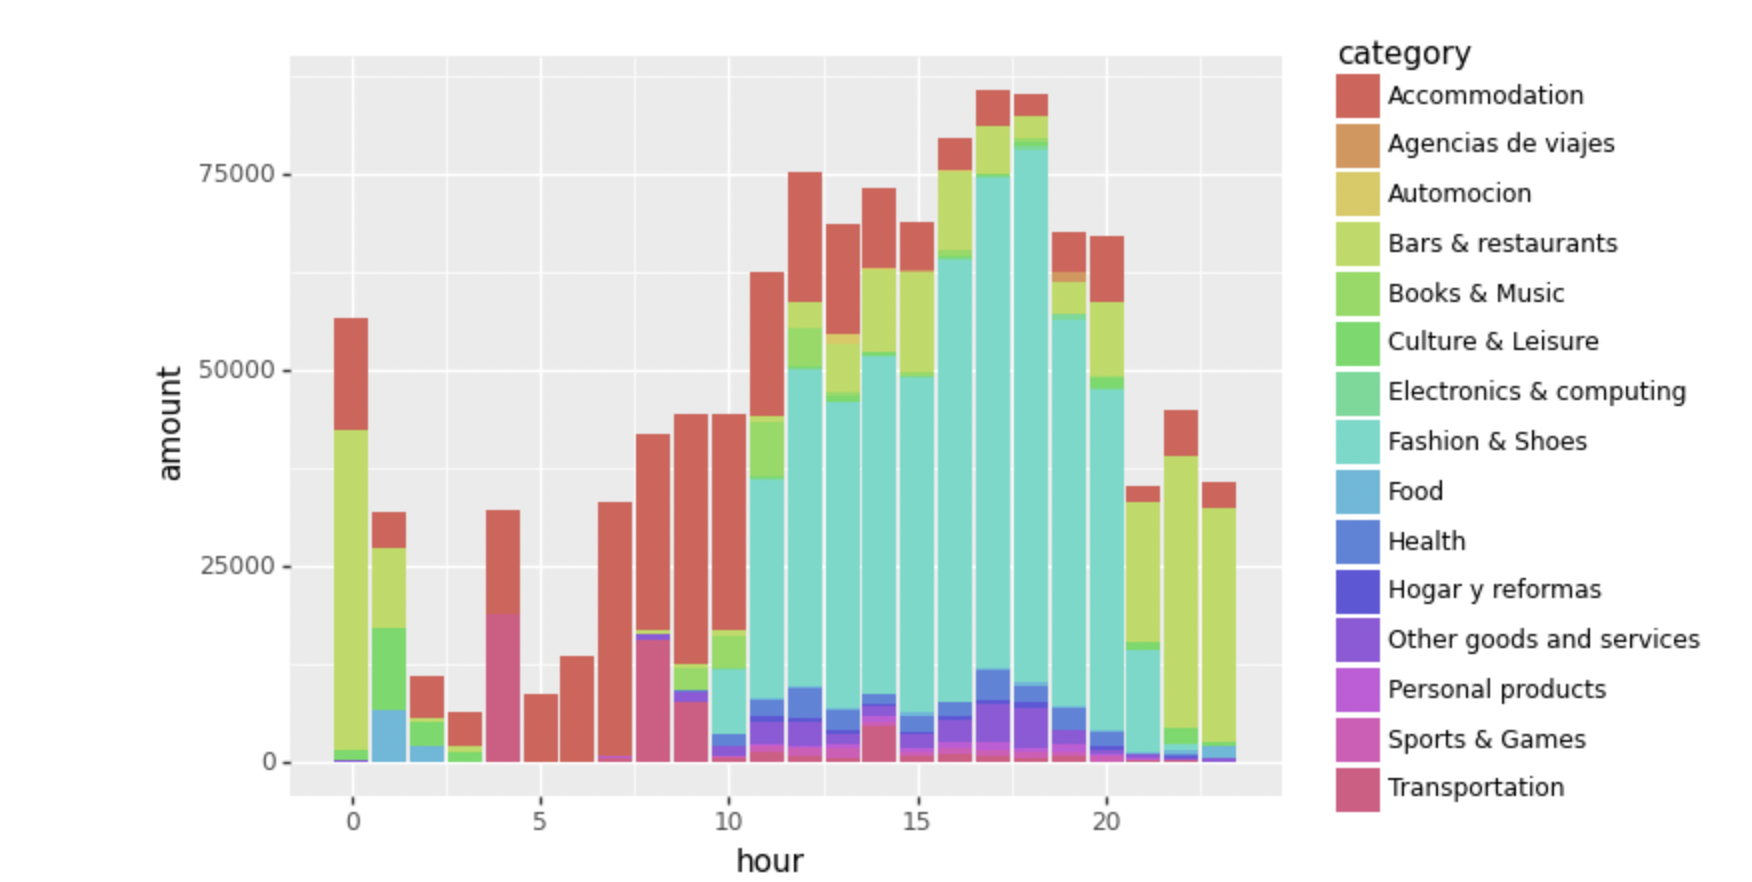 category
Accommodation
Agencias de viajes
Automocion
Bars & restaurants
Books & Music
Culture & Leisure
Electronics & computing
Fashion & Shoes
Food
Health
Hogar y reformas
Other goods and services
Personal products
Sports & Games
Transportation
75000
50000
25000
0
amount
0 5 10 15 20
hour